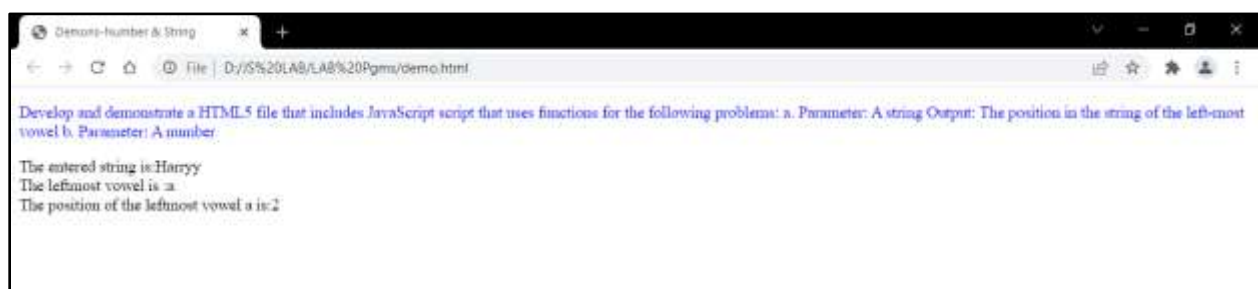 Demons-Number & String
File D://S%20LAB/LAB%20Pgms/demo.html
Develop and demonstrate a HTML5 file that includes JavaScript script that uses functions for the following problems: a. Parameter: A string Output: The position in the string of the left-most
vowel b. Parameter: A number
The entered string is:Harryy
The leftmost vowel is :a
The position of the leftmost vowel a is:2